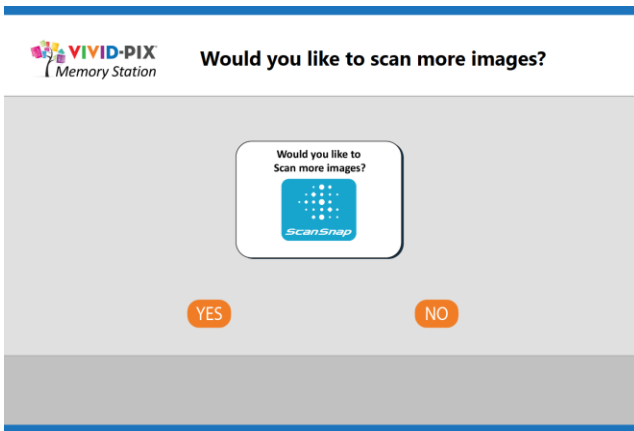 VIVID-PIX
Memory Station
Would you like to scan more images?
Would you like to
Scan more images?
ScanSnap
YES
NO